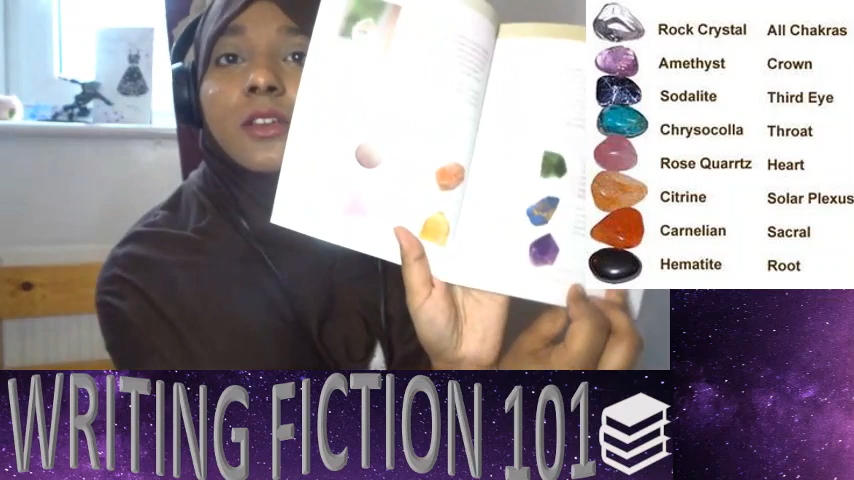 Rock Crystal All Chakras
Amethyst Crown
Sodalite Third Eye
Chrysocolla Throat
Rose Quarrtz Heart
Citrine Solar Plexus
Carnelian Sacral
Hematite Root
WRITING FICTION 101